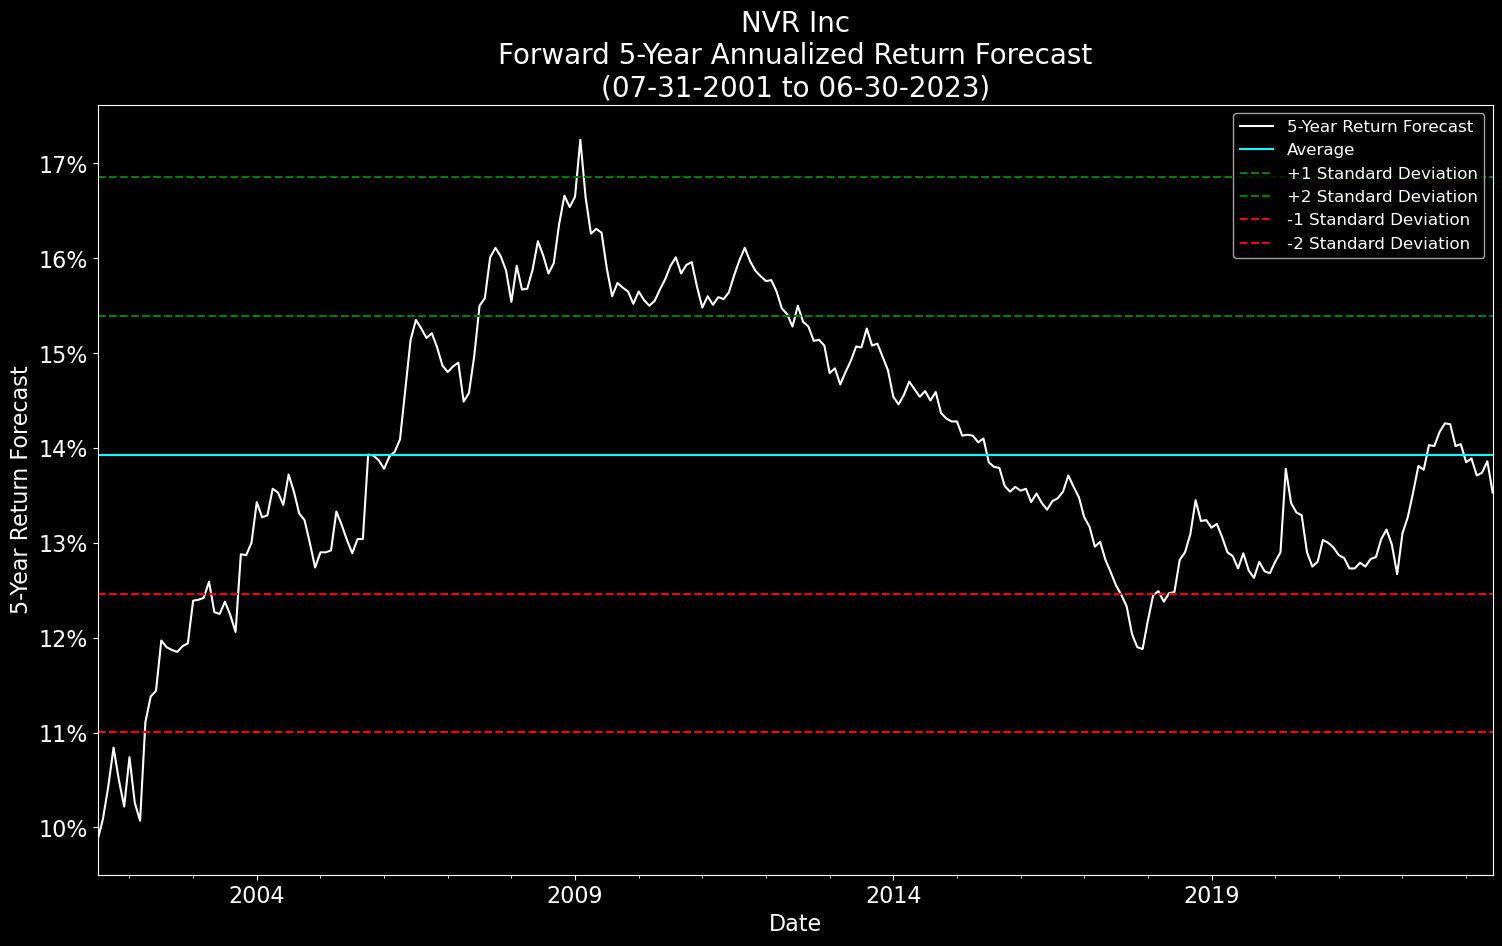 NVR Inc
Forward 5-Year Annualized Return Forecast
(07-31-2001 to 06-30-2023)
5-Year Return Forecast
Average
+1 Standard Deviation
+2 Standard Deviation
-1 Standard Deviation
-2 Standard Deviation
17%
16%
15%
14%
13%
12%
11%
10%
5-Year Return Forecast
2004
2009
2014
2019
Date